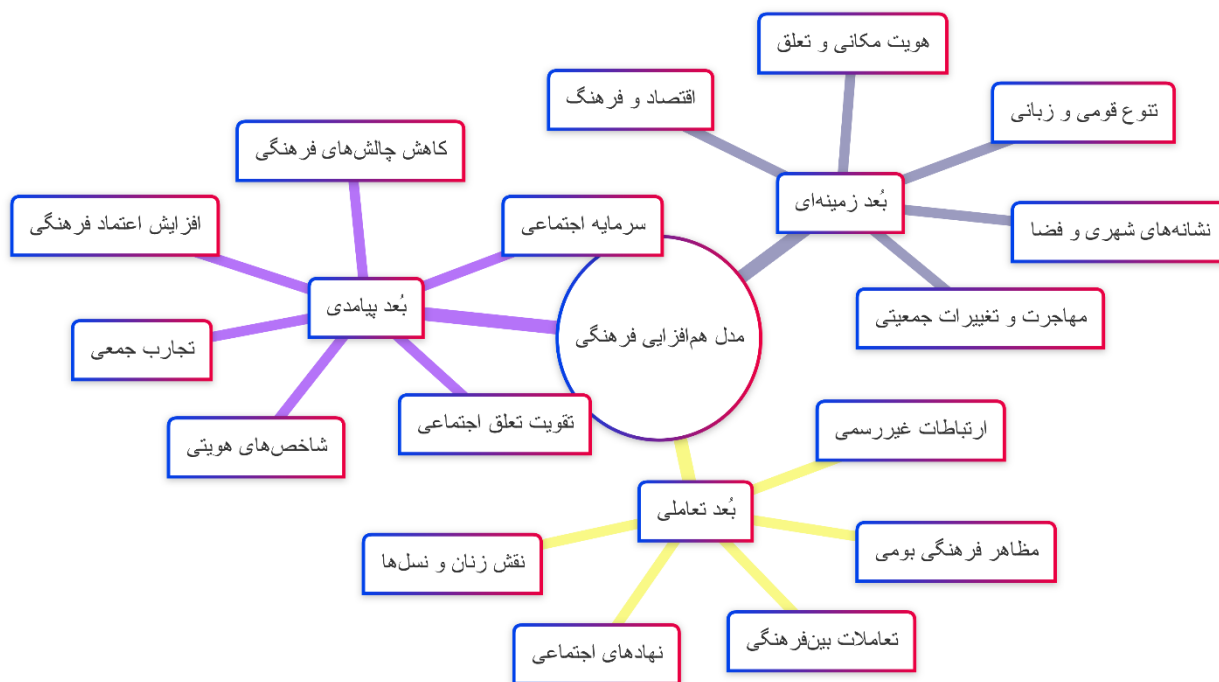 مدل هم‌افزایی فرهنگی
بُعد زمینه‌ای
هویت مکانی و تعلق
اقتصاد و فرهنگ
تنوع قومی و زبانی
نشانه‌های شهری و فضا
مهاجرت و تغییرات جمعیتی
بُعد پیامدی
کاهش چالش‌های فرهنگی
سرمایه اجتماعی
افزایش اعتماد فرهنگی
تجارب جمعی
شاخص‌های هویتی
تقویت تعلق اجتماعی
بُعد تعاملی
ارتباطات غیررسمی
مظاهر فرهنگی بومی
تعاملات بین‌فرهنگی
نهادهای اجتماعی
نقش زنان و نسل‌ها